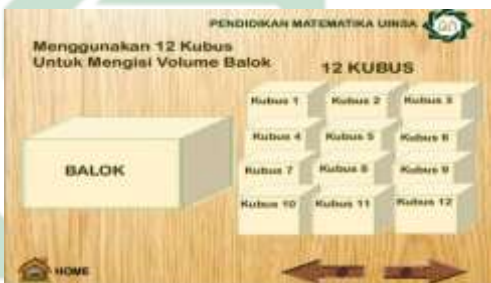 PENDIDIKAN MATEMATIKA UINSA
Menggunakan 12 Kubus
Untuk Mengisi Volume Balok
12 KUBUS
Kubus 1 Kubus 2 Kubus 3
Kubus 4 Kubus 5 Kubus 6
BALOK
Kubus 7 Kubus 8 Kubus 9
Kubus 10 Kubus 11 Kubus 12
HOME